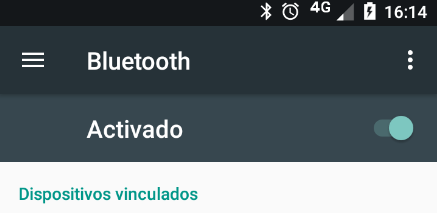 4G 16:14
Bluetooth
Activado
Dispositivos vinculados